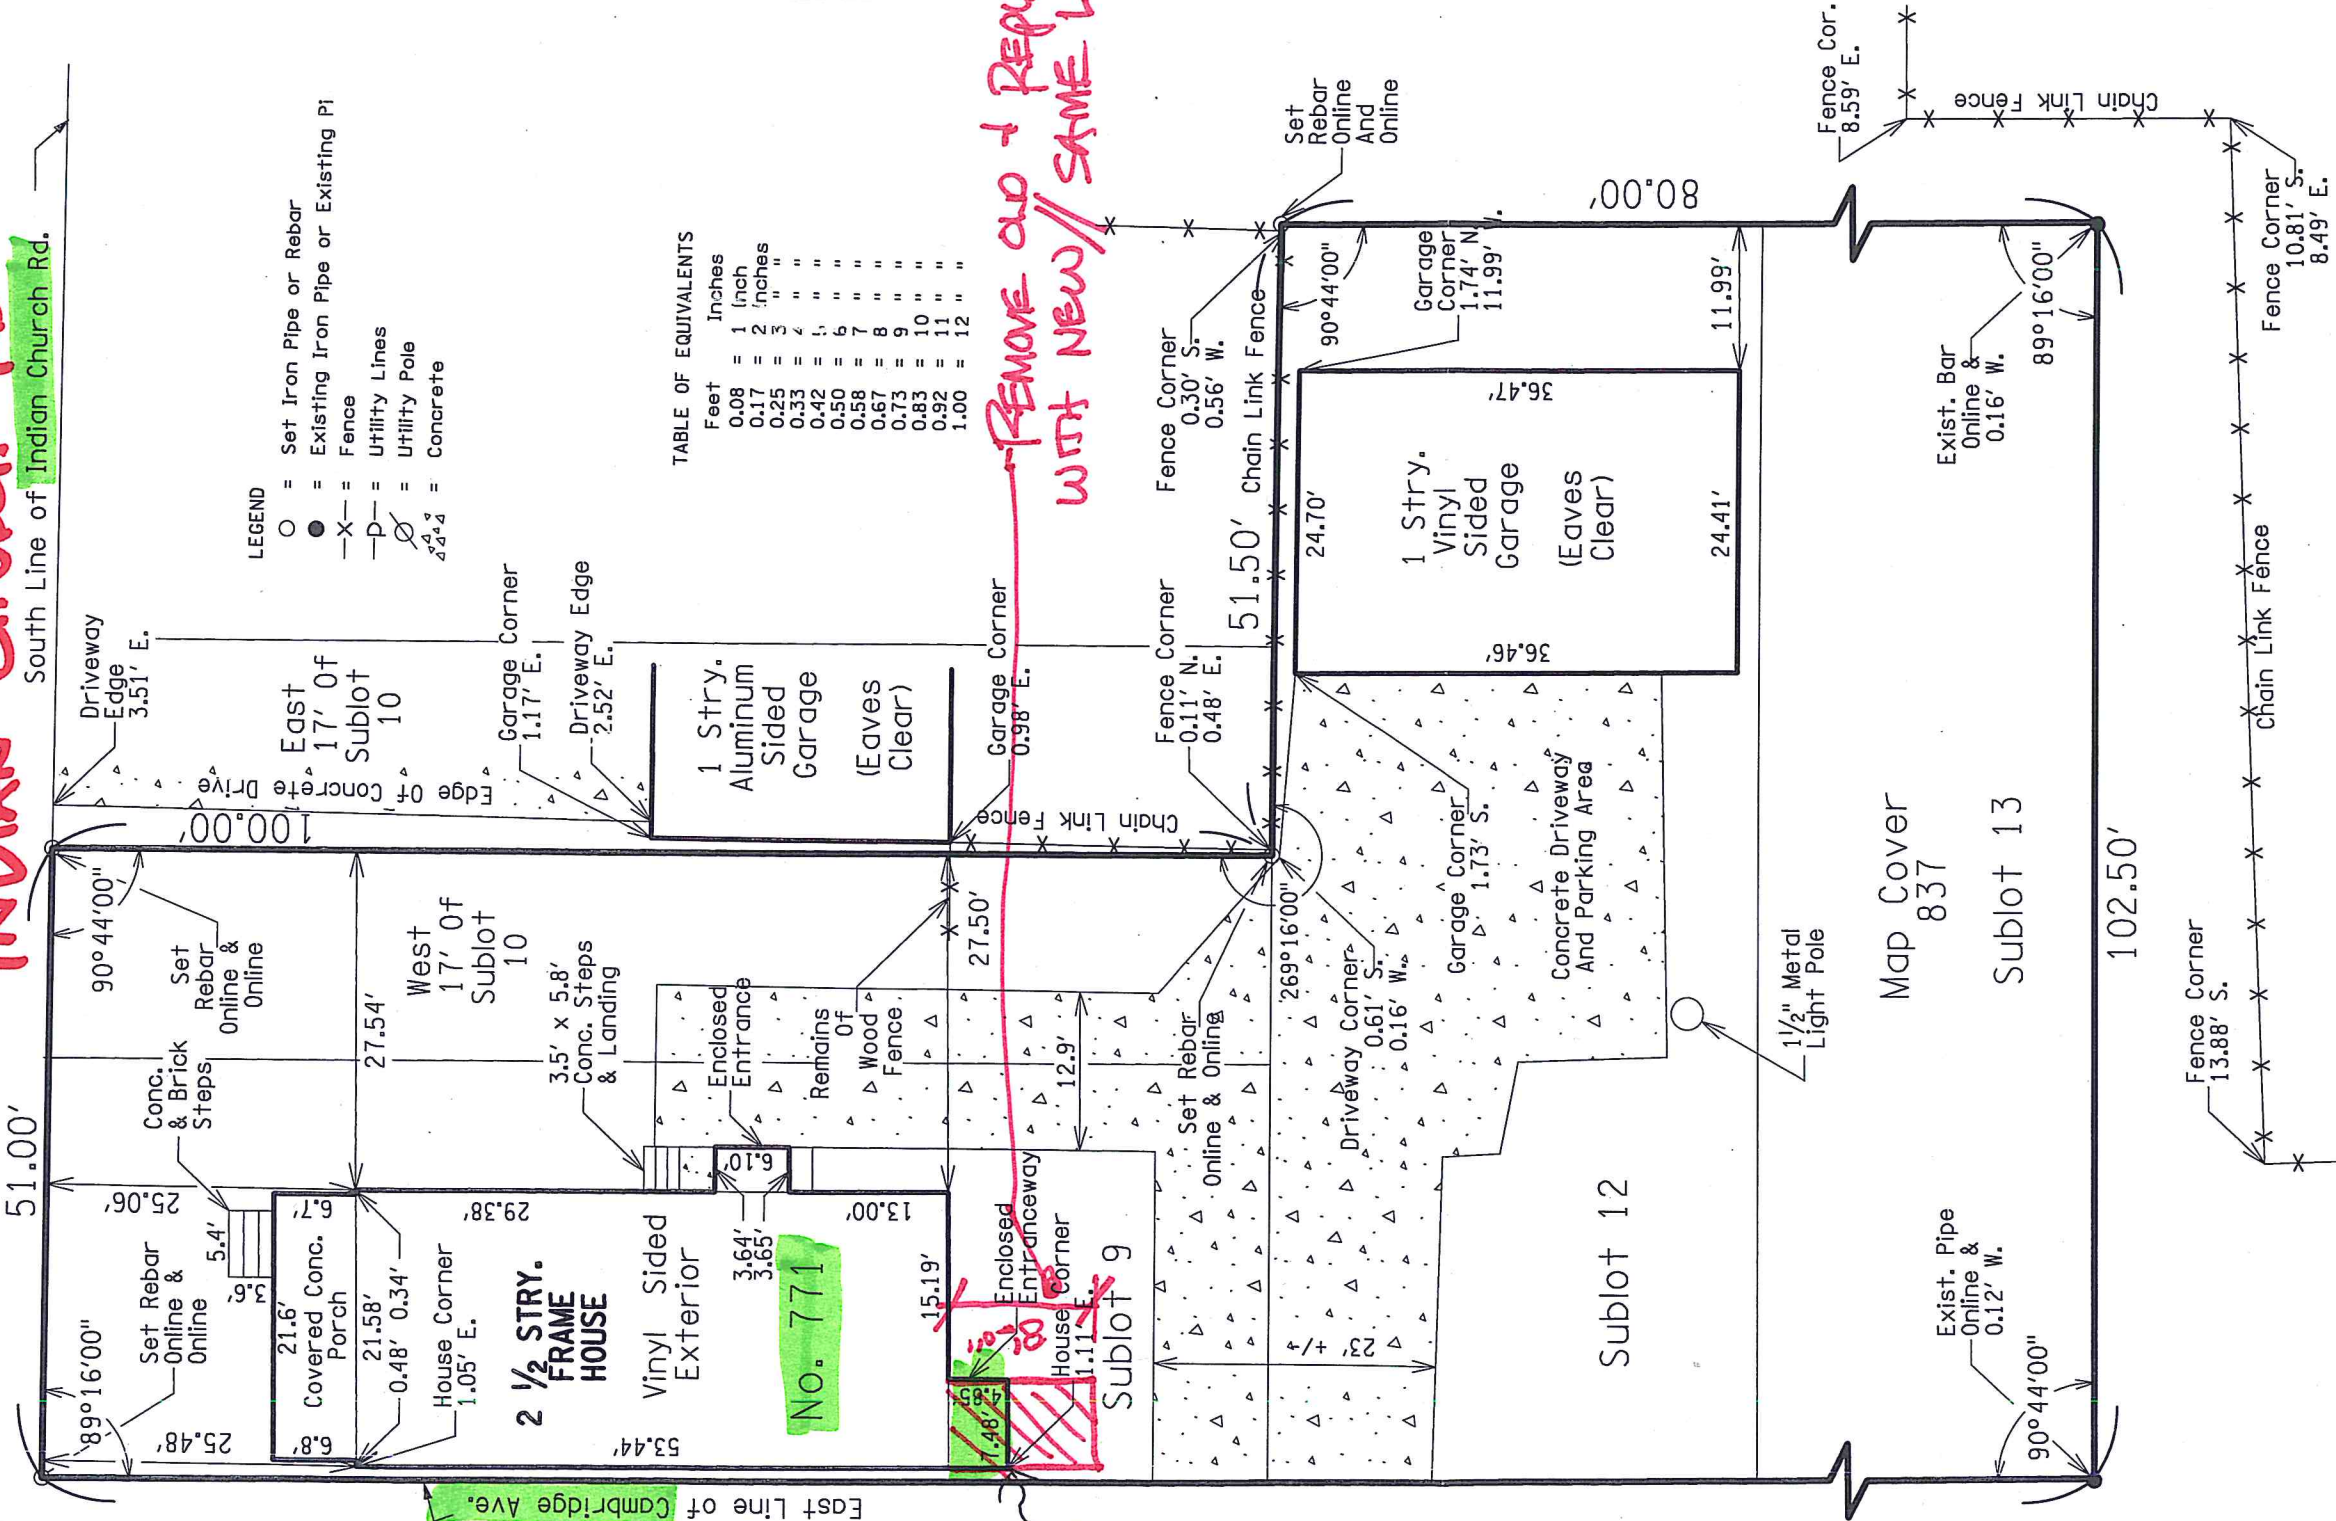 INDIAN CHURCH
South Line of Indian Church Rd.
51.00'
90°44'00"
89°16'00"
Set
Rebar
Online &
Online
Set Rebar
Online &
Online
Driveway
Edge
3.51' E.
East
17' Of
Sublot
10
Edge Of Concrete Drive
100.00'
LEGEND
= Set Iron Pipe or Rebar
= Existing Iron Pipe or Existing Pi
—X— = Fence
—P— = Utility Lines
= Utility Pole
= Concrete
TABLE OF EQUIVALENTS
Feet Inches
0.08 = 1 Inch
0.17 = 2 Inches
0.25 = 3 " "
0.33 = 4 " "
0.42 = 5 " "
0.50 = 6 " "
0.58 = 7 " "
0.67 = 8 " "
0.73 = 9 " "
0.83 = 10 " "
0.92 = 11 " "
1.00 = 12 " "
REMOVE OLD +
WITH NEW // SAME
Garage Corner
1.17' E.
Driveway Edge
2.52' E.
1 Stry.
Aluminum
Sided
Garage
(Eaves
Clear)
Garage Corner
0.98' E.
Chain Link Fence
Fence Corner
0.11' N.
0.48' E.
West
17' Of
Sublot
10
27.54'
Conc.
& Brick
Steps
25.06'
25.48'
5.4'
3.6'
6.7'
6.8'
21.6'
Covered Conc.
Porch
21.58'
0.48' 0.34'
House Corner
1.05' E.
29.38'
2 1/2 STRY.
FRAME
HOUSE
Vinyl Sided
Exterior
No. 771
53.44'
3.5' x 5.8'
Conc. Steps
& Landing
Enclosed
Entrance
6.10'
3.64'
3.65'
13.00'
15.19'
Remains
Of
Wood
Fence
27.50'
12.9'
Enclosed
Entranceway
4.85'
7.48'
House Corner
1.11' E.
Sublot 9
East Line of Cambridge Ave.
Set Rebar
Online & Online
269°16'00"
Driveway Corner
0.61' S.
0.16' W.
23' +/-
51.50'
Chain Link Fence
Fence Corner
0.30' S.
0.56' W.
Set
Rebar
Online
And
Online
90°44'00"
80.00'
Garage
Corner
1.74' N.
11.99'
24.70'
36.47'
1 Stry.
Vinyl
Sided
Garage
(Eaves
Clear)
24.41'
36.46'
11.99'
Garage Corner
1.73' S.
Concrete Driveway
And Parking Area
1 1/2" Metal
Light Pole
Sublot 12
Map Cover
837
Sublot 13
102.50'
Exist. Bar
Online &
0.16' W.
89°16'00"
Exist. Pipe
Online &
0.12' W.
90°44'00"
Fence Corner
13.88' S.
Chain Link Fence
Fence Corner
10.81' S.
8.49' E.
Chain Link Fence
Fence Cor.
8.59' E.